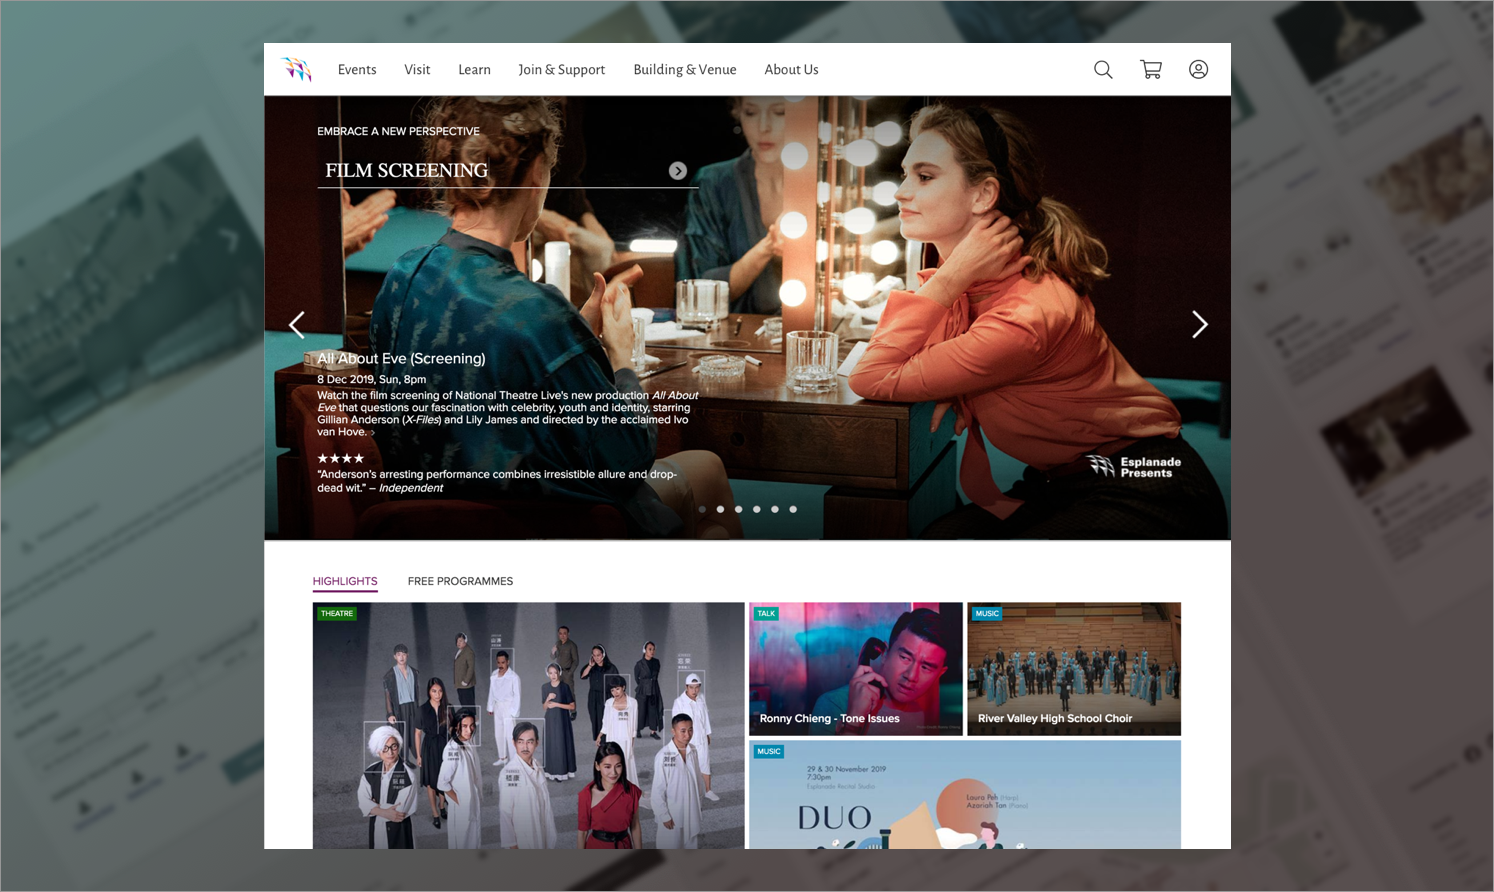 Events Visit Learn Join & Support Building & Venue About Us
EMBRACE A NEW PERSPECTIVE
FILM SCREENING
All About Eve (Screening)
8 Dec 2019, Sun, 8pm
Watch the film screening of National Theatre Live's new production All About
Eve that questions our fascination with celebrity, youth and identity, starring
Gillian Anderson (X-Files) and Lily James and directed by the acclaimed Ivo
van Hove. ›
★★★★
“Anderson’s arresting performance combines irresistible allure and drop-
dead wit.” – Independent
Esplanade
Presents
HIGHLIGHTS FREE PROGRAMMES
THEATRE
TALK
Ronny Chieng - Tone Issues
MUSIC
River Valley High School Choir
MUSIC
29 & 30 November 2019
7:30pm
Esplanade Recital Studio
Laura Peh (Harp)
Azariah Tan (Piano)
DUO